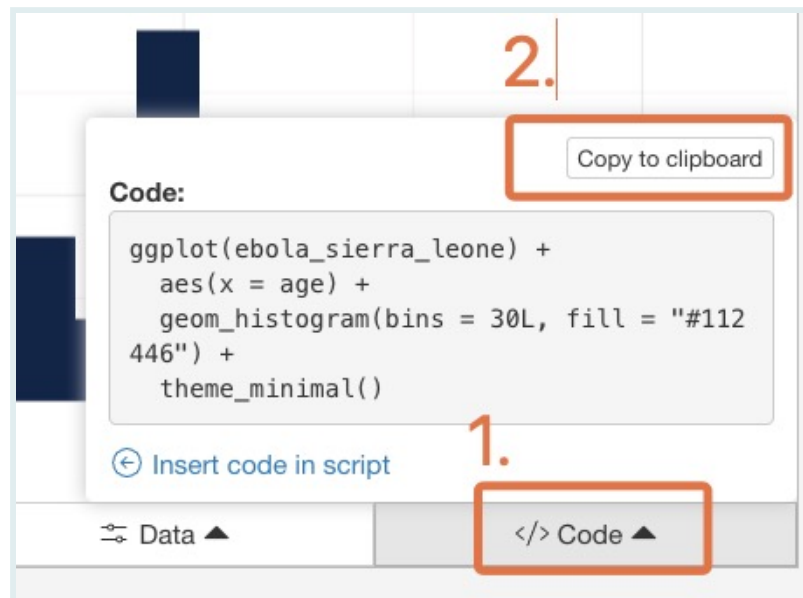 2.
Copy to clipboard
Code:
ggplot(ebola_sierra_leone) +
  aes(x = age) +
  geom_histogram(bins = 30L, fill = "#112
446") +
  theme_minimal()
1.
Insert code in script
Data
</> Code